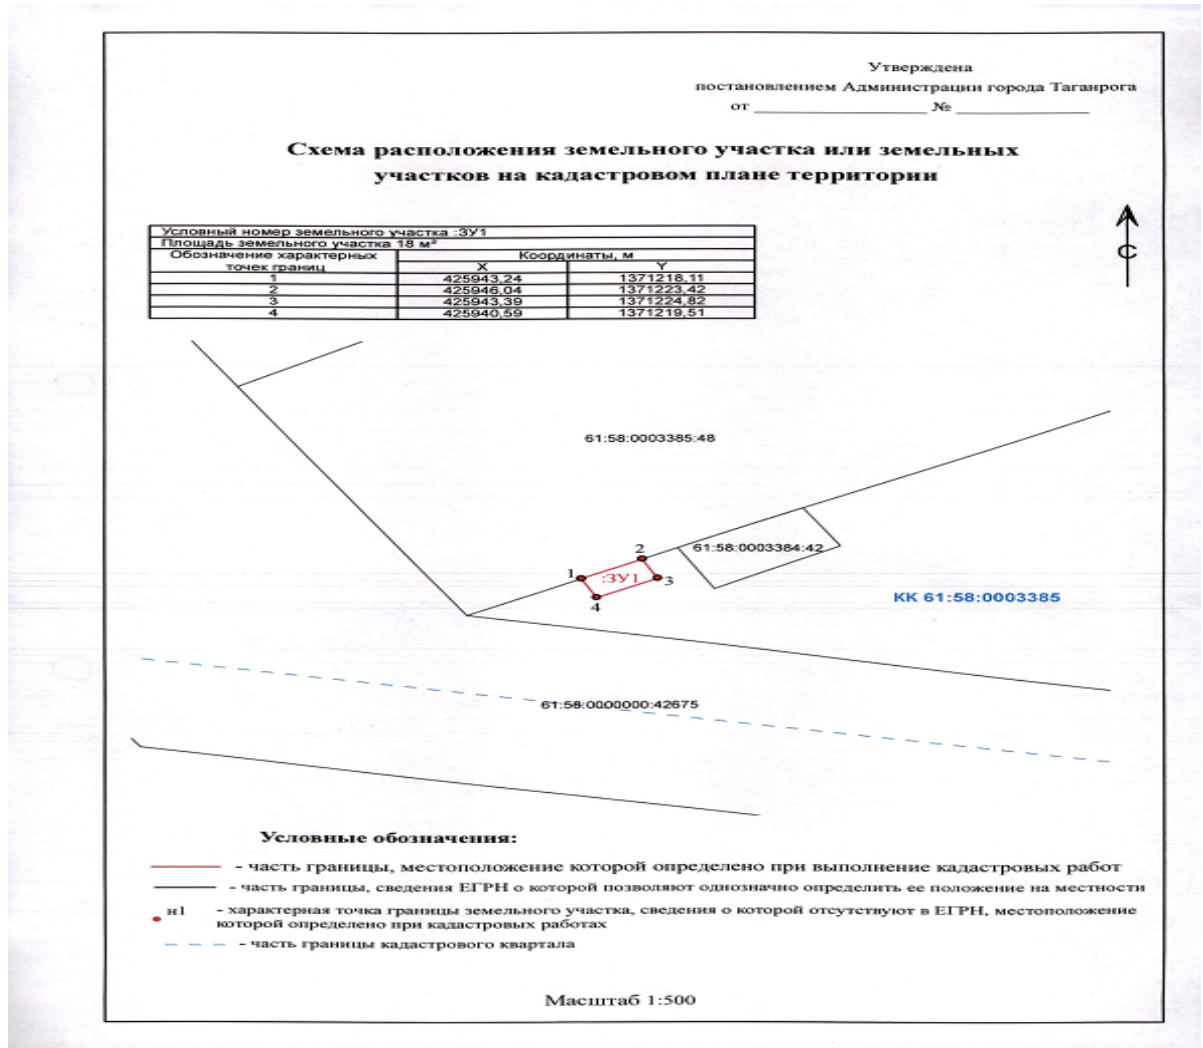 Утверждена
постановлением Администрации города Таганрога
от ____________ № ____________
Схема расположения земельного участка или земельных
участков на кадастровом плане территории
Условный номер земельного участка :ЗУ1
Площадь земельного участка 18 м²
Обозначение характерных точек границ
Координаты, м
X Y
1 425943,24 1371218,11
2 425946,04 1371223,42
3 425943,39 1371224,82
4 425940,59 1371219,51
С
61:58:0003385:48
2
61:58:0003384:42
1 :ЗУ1 3
4
КК 61:58:0003385
61:58:0000000:42675
Условные обозначения:
- часть границы, местоположение которой определено при выполнение кадастровых работ
- часть границы, сведения ЕГРН о которой позволяют однозначно определить ее положение на местности
н1 - характерная точка границы земельного участка, сведения о которой отсутствуют в ЕГРН, местоположение
которой определено при кадастровых работах
- часть границы кадастрового квартала
Масштаб 1:500